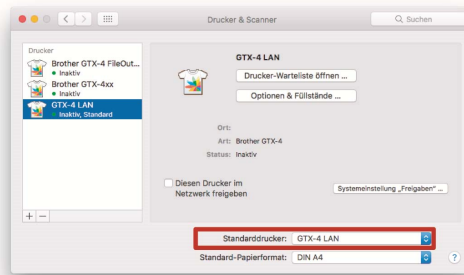 Drucker & Scanner
Suchen
Drucker
Brother GTX-4 FileOut...
Inaktiv
Brother GTX-4xx
Inaktiv
GTX-4 LAN
Inaktiv, Standard
GTX-4 LAN
Drucker-Warteliste öffnen ...
Optionen & Füllstände ...
Ort:
Art: Brother GTX-4
Status: Inaktiv
Diesen Drucker im
Netzwerk freigeben
Systemeinstellung „Freigaben“ ...
+ −
Standarddrucker: GTX-4 LAN
Standard-Papierformat: DIN A4
?